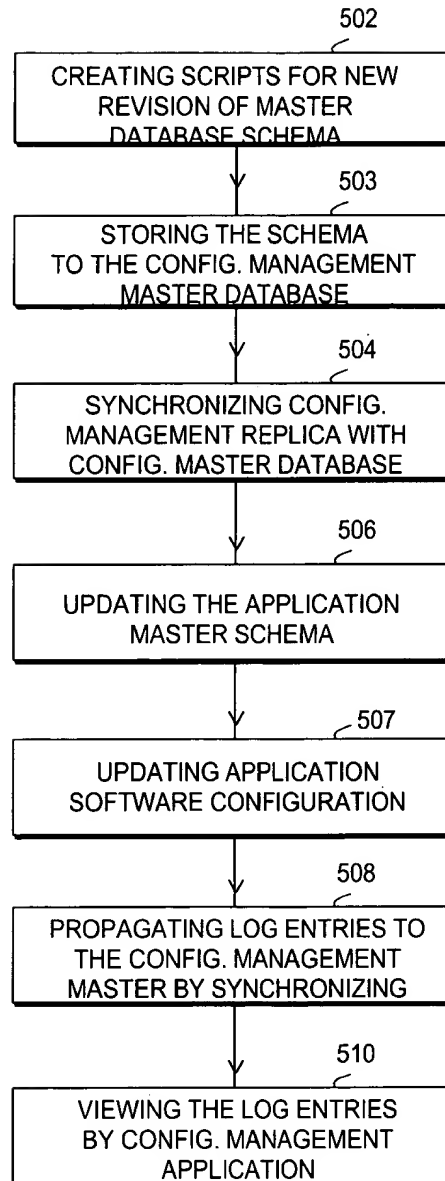 502
CREATING SCRIPTS FOR NEW
REVISION OF MASTER
DATABASE SCHEMA
503
STORING THE SCHEMA
TO THE CONFIG. MANAGEMENT
MASTER DATABASE
504
SYNCHRONIZING CONFIG.
MANAGEMENT REPLICA WITH
CONFIG. MASTER DATABASE
506
UPDATING THE APPLICATION
MASTER SCHEMA
507
UPDATING APPLICATION
SOFTWARE CONFIGURATION
508
PROPAGATING LOG ENTRIES TO
THE CONFIG. MANAGEMENT
MASTER BY SYNCHRONIZING
510
VIEWING THE LOG ENTRIES
BY CONFIG. MANAGEMENT
APPLICATION